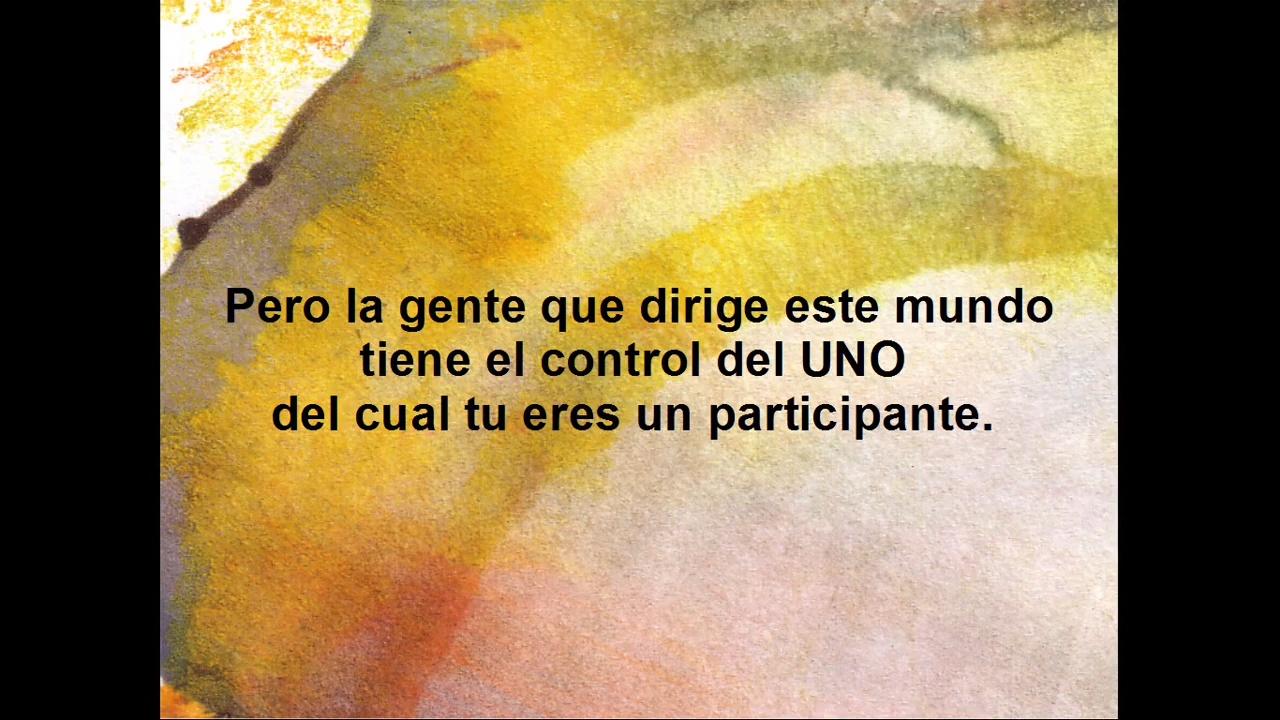 Pero la gente que dirige este mundo
tiene el control del UNO
del cual tu eres un participante.